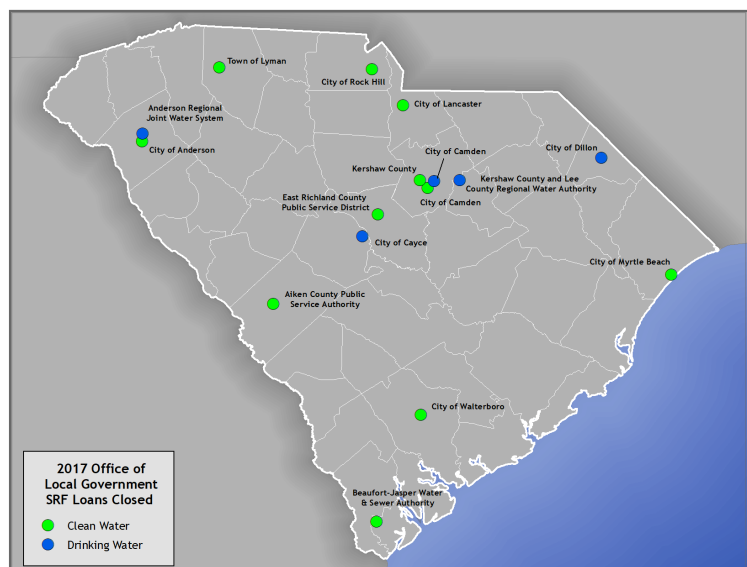 Town of Lyman
City of Rock Hill
City of Lancaster
Anderson Regional
Joint Water System
City of Anderson
City of Camden
City of Dillon
Kershaw County
Kershaw County and Lee
County Regional Water Authority
City of Camden
East Richland County
Public Service District
City of Cayce
City of Myrtle Beach
Aiken County Public
Service Authority
City of Walterboro
Beaufort-Jasper Water
& Sewer Authority
2017 Office of
Local Government
SRF Loans Closed
Clean Water
Drinking Water